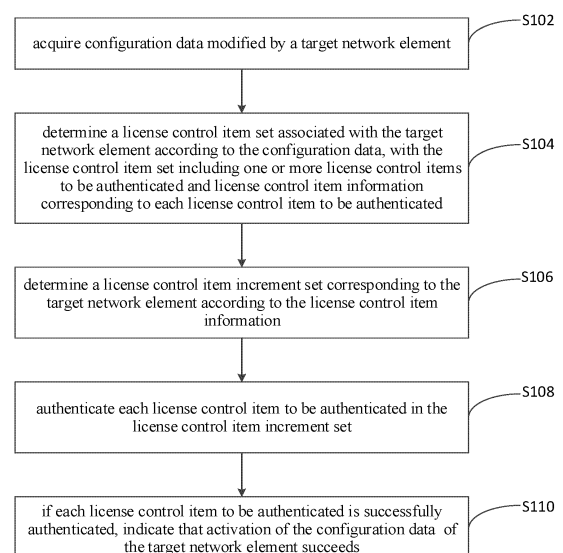 S102
acquire configuration data modified by a target network element
S104
determine a license control item set associated with the target
network element according to the configuration data, with the
license control item set including one or more license control items
to be authenticated and license control item information
corresponding to each license control item to be authenticated
S106
determine a license control item increment set corresponding to the
target network element according to the license control item
information
S108
authenticate each license control item to be authenticated in the
license control item increment set
S110
if each license control item to be authenticated is successfully
authenticated, indicate that activation of the configuration data of
the target network element succeeds